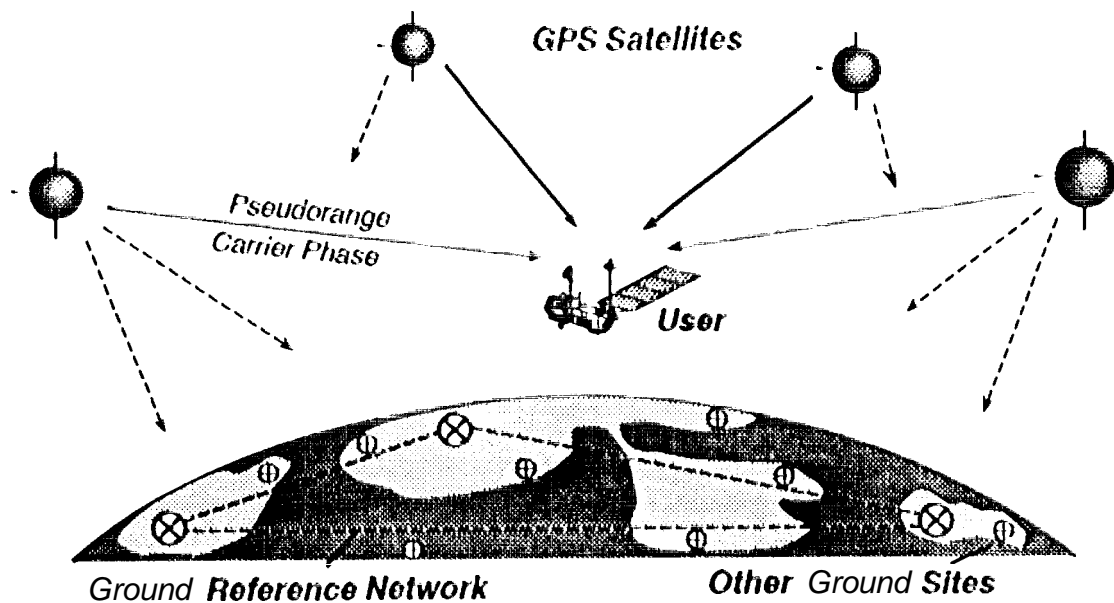 GPS Satellites
Pseudorange
Carrier Phase
User
Ground Reference Network
Other Ground Sites